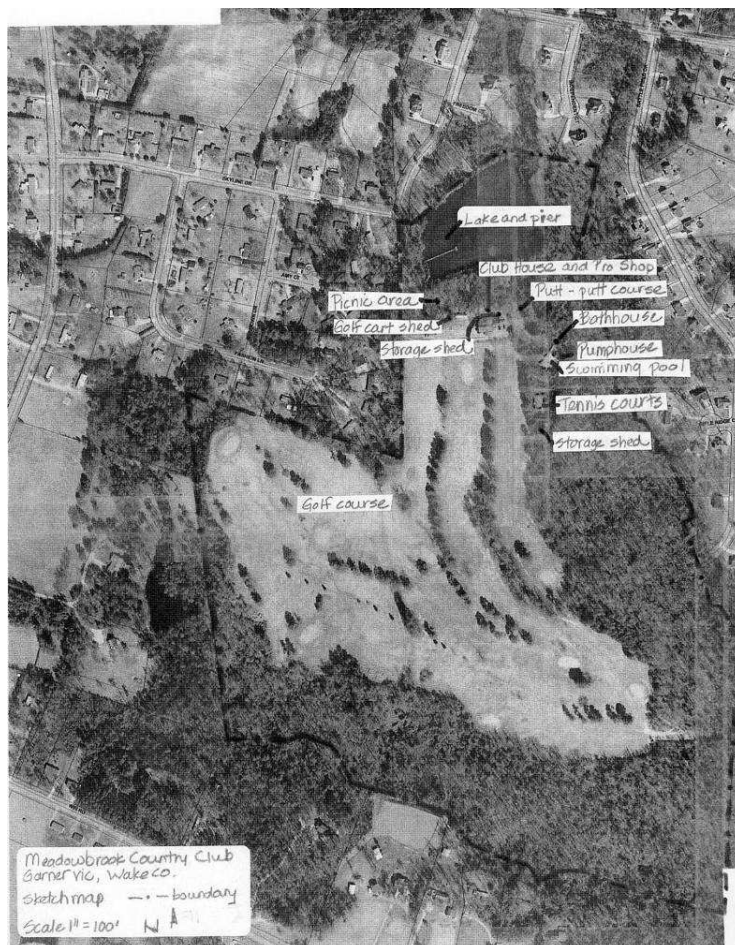 SKYLINE DR
Lake and pier
Club House and Pro Shop
Picnic area
Putt - putt course
Golf cart shed
Bathhouse
Storage shed
Pumphouse
Swimming pool
Tennis courts
Storage shed
Golf course
Meadowbrook Country Club
Garner vic, Wake co.
Sketch map —·— boundary
Scale 1" = 100' N